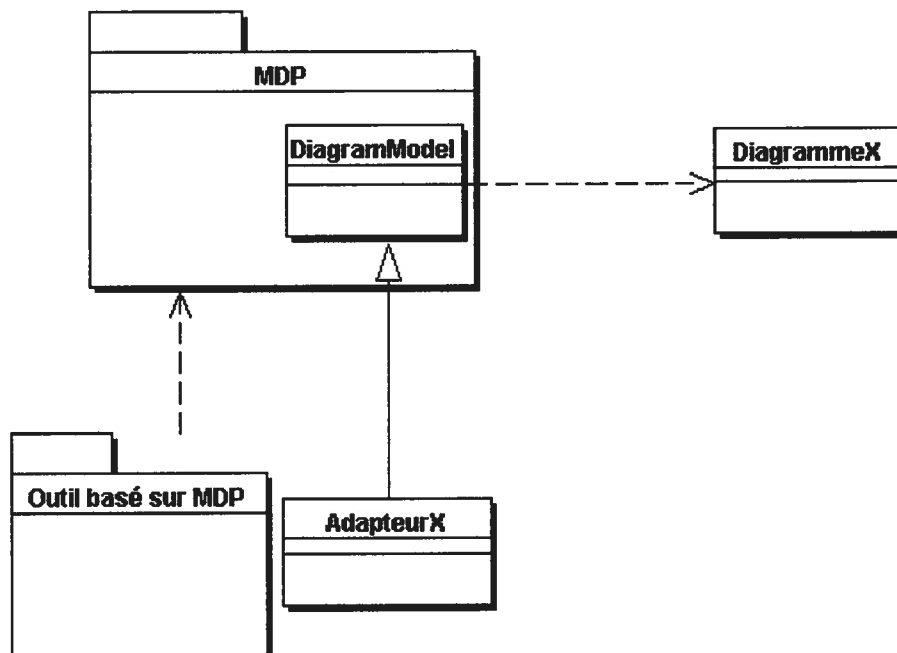 MDP
DiagramModel
DiagrammeX
Outil basé sur MDP
AdapteurX